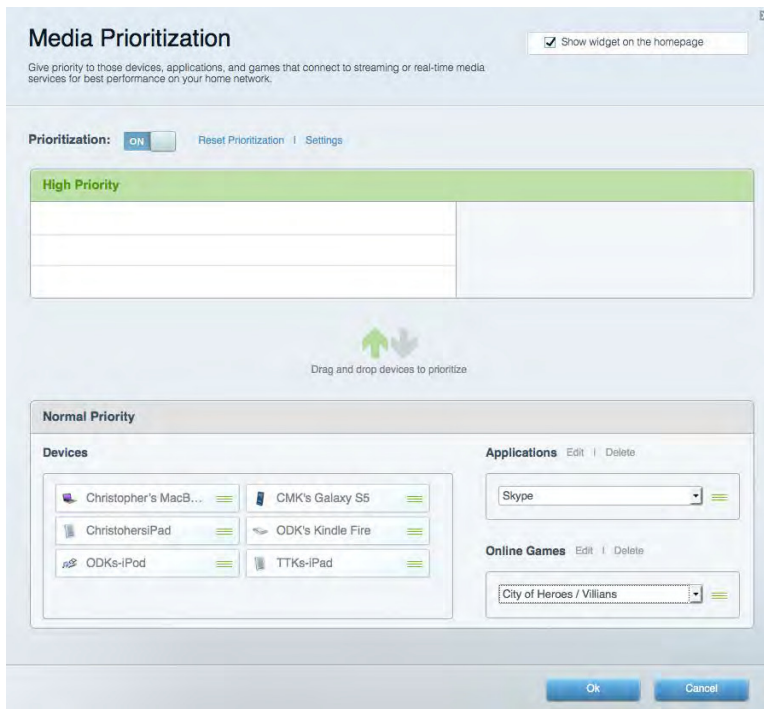 Media Prioritization
Show widget on the homepage
Give priority to those devices, applications, and games that connect to streaming or real-time media
services for best performance on your home network.
Prioritization: ON Reset Prioritization | Settings
High Priority
Drag and drop devices to prioritize
Normal Priority
Devices
Christopher's MacB... CMK's Galaxy S5
ChristohersiPad ODK's Kindle Fire
ODKs-iPod TTKs-iPad
Applications Edit | Delete
Skype
Online Games Edit | Delete
City of Heroes / Villians
Ok Cancel